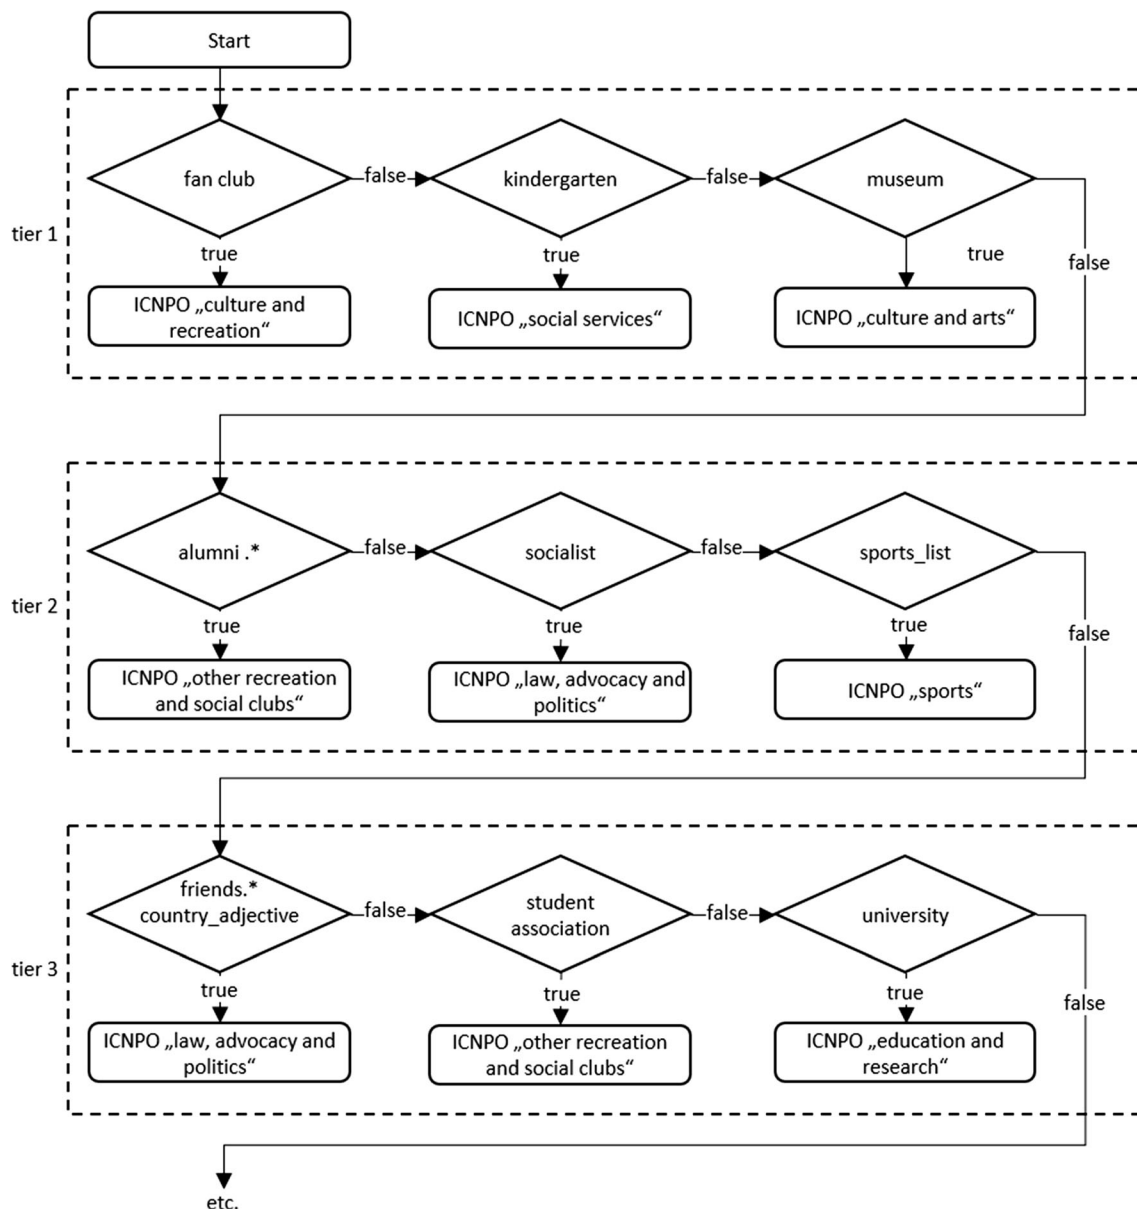 Start
tier 1
fan club
false
kindergarten
false
museum
false
true
true
true
ICNPO „culture and
recreation“
ICNPO „social services“
ICNPO „culture and arts“
tier 2
alumni .*
false
socialist
false
sports_list
false
true
true
true
ICNPO „other recreation
and social clubs“
ICNPO „law, advocacy and
politics“
ICNPO „sports“
tier 3
friends.*
country_adjective
false
student
association
false
university
false
true
true
true
ICNPO „law, advocacy and
politics“
ICNPO „other recreation
and social clubs“
ICNPO „education and
research“
etc.